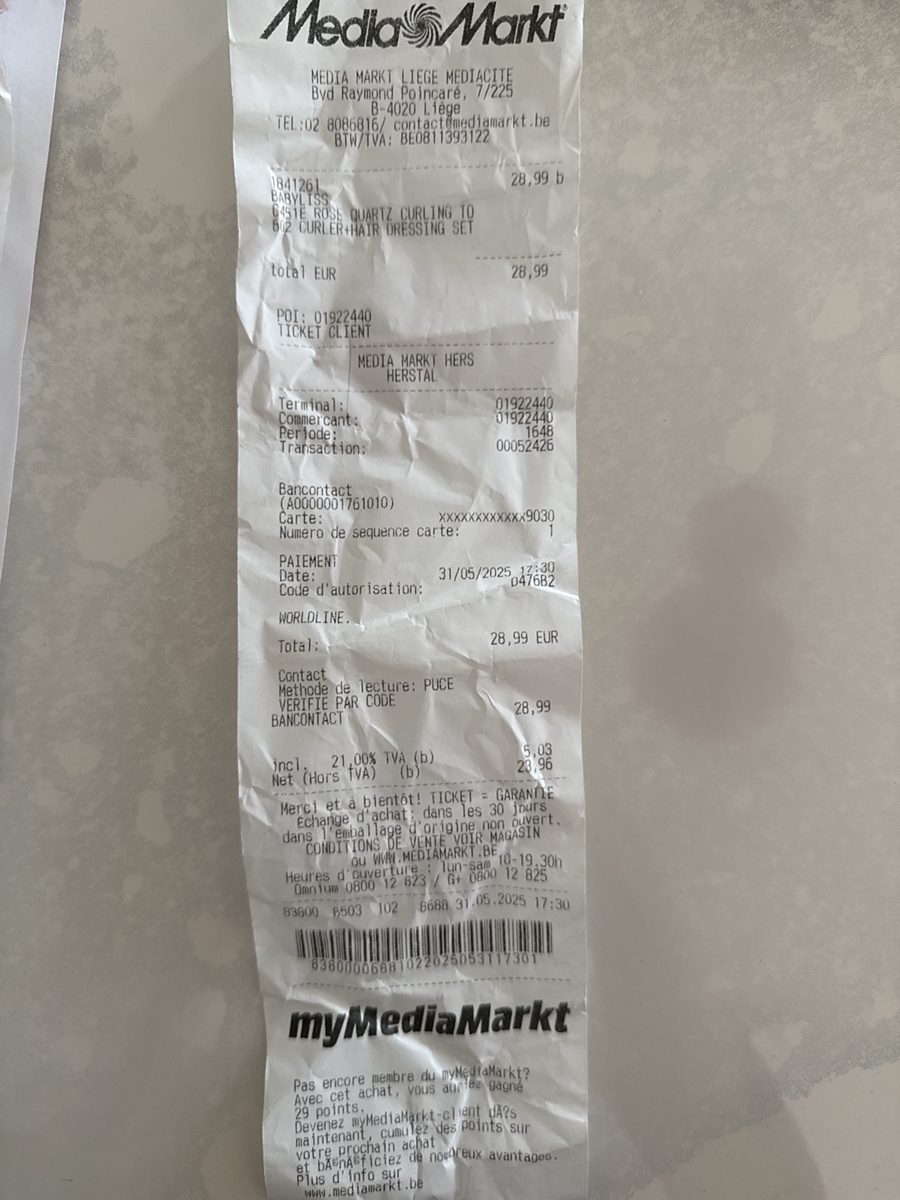 Media Markt
MEDIA MARKT LIEGE MEDIACITE
Bvd Raymond Poincaré, 7/225
B-4020 Liège
TEL:02 8086816/ contact@mediamarkt.be
BTW/TVA: BE0811393122
1841261 28,99 b
BABYLISS
C451E ROSE QUARTZ CURLING TO
602 CURLER+HAIR DRESSING SET
total EUR 28,99
POI: 01922440
TICKET CLIENT
MEDIA MARKT HERS
HERSTAL
Terminal: 01922440
Commercant: 01922440
Periode: 1648
Transaction: 00052426
Bancontact
(A0000001761010)
Carte: xxxxxxxxxxxxx9030
Numero de sequence carte: 1
PAIEMENT
Date: 31/05/2025 17:30
Code d'autorisation: D476B2
WORLDLINE.
Total: 28,99 EUR
Contact
Methode de lecture: PUCE
VERIFIE PAR CODE
BANCONTACT 28,99
incl. 21,00% TVA (b) 5,03
Net (Hors TVA) (b) 23,96
Merci et à bientôt! TICKET = GARANTIE
Echange d'achat; dans les 30 jours
dans l'emballage d'origine non ouvert.
CONDITIONS DE VENTE VOIR MAGASIN
ou WWW.MEDIAMARKT.BE
Heures d'ouverture : lun-sam 10-19.30h
Omnium 0800 12 623 / G+ 0800 12 825
83800 102 8688 31.05.2025 17:30
myMediaMarkt
Pas encore membre du myMediaMarkt?
Avec cet achat, vous auriez gagné
29 points.
Devenez myMediaMarkt-client dÃ?s
maintenant, cumulez des points sur
votre prochain achat
et bÃ©nÃ©ficiez de nombreux avantages.
Plus d'info sur
www.mediamarkt.be